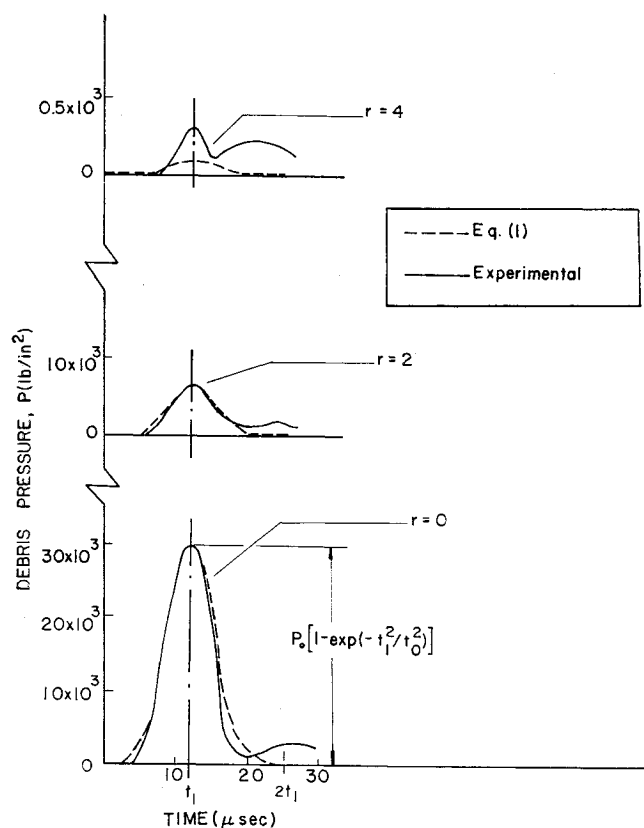 0.5x10³
r = 4
0
Eq. (1)
Experimental
DEBRIS PRESSURE, P(lb/in²)
10x10³
r = 2
0
r = 0
30x10³
20x10³
P₀[1-exp(-t₁²/t₀²)]
10x10³
0
10 20 30
t₁ 2t₁
TIME (μ sec)